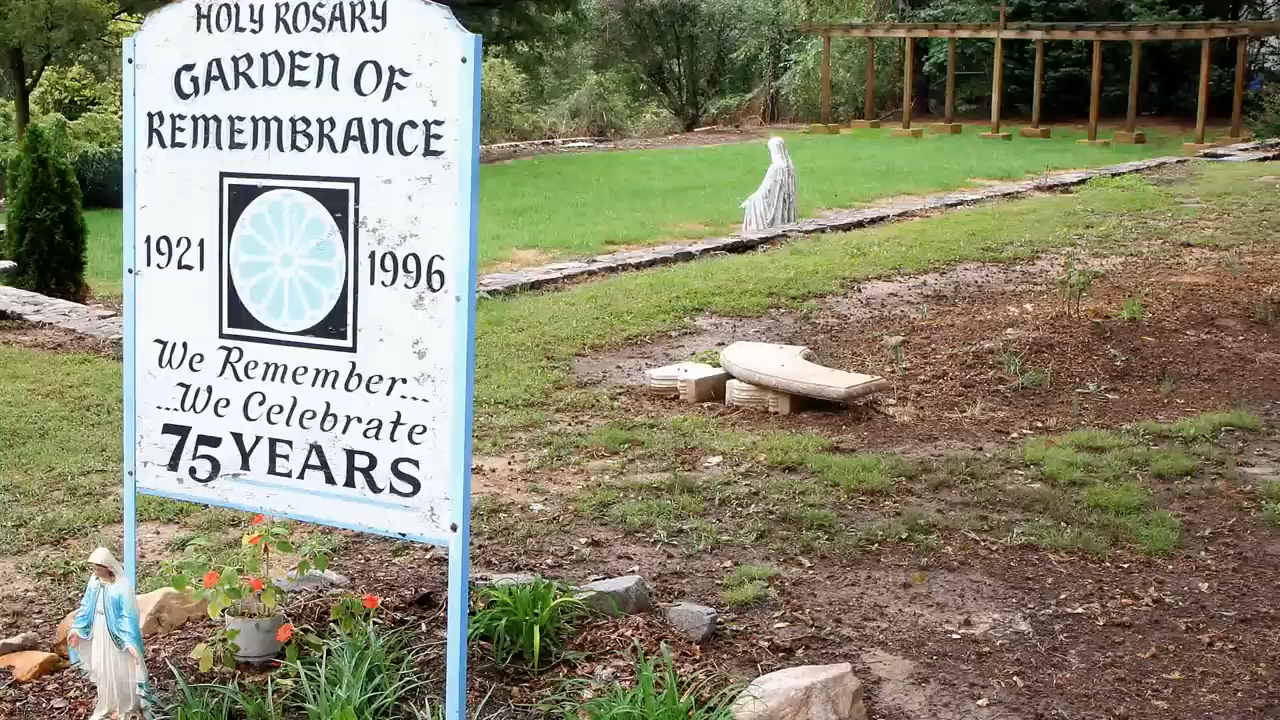 HOLY ROSARY
GARDEN OF
REMEMBRANCE
1921 1996
We Remember...
...We Celebrate
75 YEARS